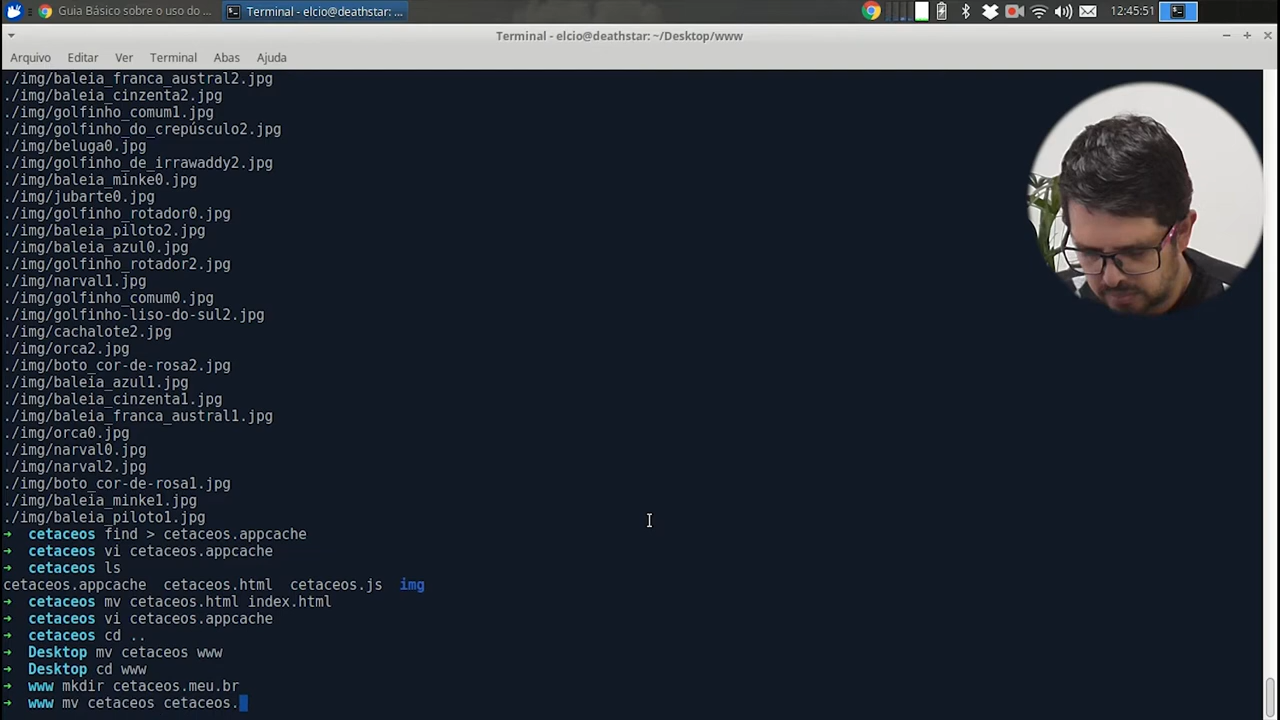 Guia Básico sobre o uso do ...
Terminal - elcio@deathstar: ...
12:45:51
Terminal - elcio@deathstar: ~/Desktop/www
Arquivo Editar Ver Terminal Abas Ajuda
./img/baleia_franca_austral2.jpg
./img/baleia_cinzenta2.jpg
./img/golfinho_comum1.jpg
./img/golfinho_do_crepúsculo2.jpg
./img/beluga0.jpg
./img/golfinho_de_irrawaddy2.jpg
./img/baleia_minke0.jpg
./img/jubarte0.jpg
./img/golfinho_rotador0.jpg
./img/baleia_piloto2.jpg
./img/baleia_azul0.jpg
./img/golfinho_rotador2.jpg
./img/narval1.jpg
./img/golfinho_comum0.jpg
./img/golfinho-liso-do-sul2.jpg
./img/cachalote2.jpg
./img/orca2.jpg
./img/boto_cor-de-rosa2.jpg
./img/baleia_azul1.jpg
./img/baleia_cinzenta1.jpg
./img/baleia_franca_austral1.jpg
./img/orca0.jpg
./img/narval0.jpg
./img/narval2.jpg
./img/boto_cor-de-rosa1.jpg
./img/baleia_minke1.jpg
./img/baleia_piloto1.jpg
→ cetaceos find > cetaceos.appcache
→ cetaceos vi cetaceos.appcache
→ cetaceos ls
cetaceos.appcache cetaceos.html cetaceos.js img
→ cetaceos mv cetaceos.html index.html
→ cetaceos vi cetaceos.appcache
→ cetaceos cd ..
→ Desktop mv cetaceos www
→ Desktop cd www
→ www mkdir cetaceos.meu.br
→ www mv cetaceos cetaceos.